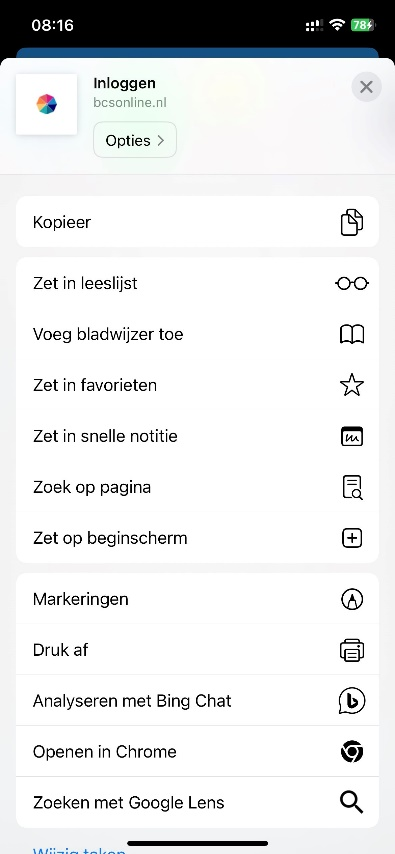 08:16
78
Inloggen
bcsonline.nl
Opties
Kopieer
Zet in leeslijst
Voeg bladwijzer toe
Zet in favorieten
Zet in snelle notitie
Zoek op pagina
Zet op beginscherm
Markeringen
Druk af
Analyseren met Bing Chat
Openen in Chrome
Zoeken met Google Lens
Wijzig taken